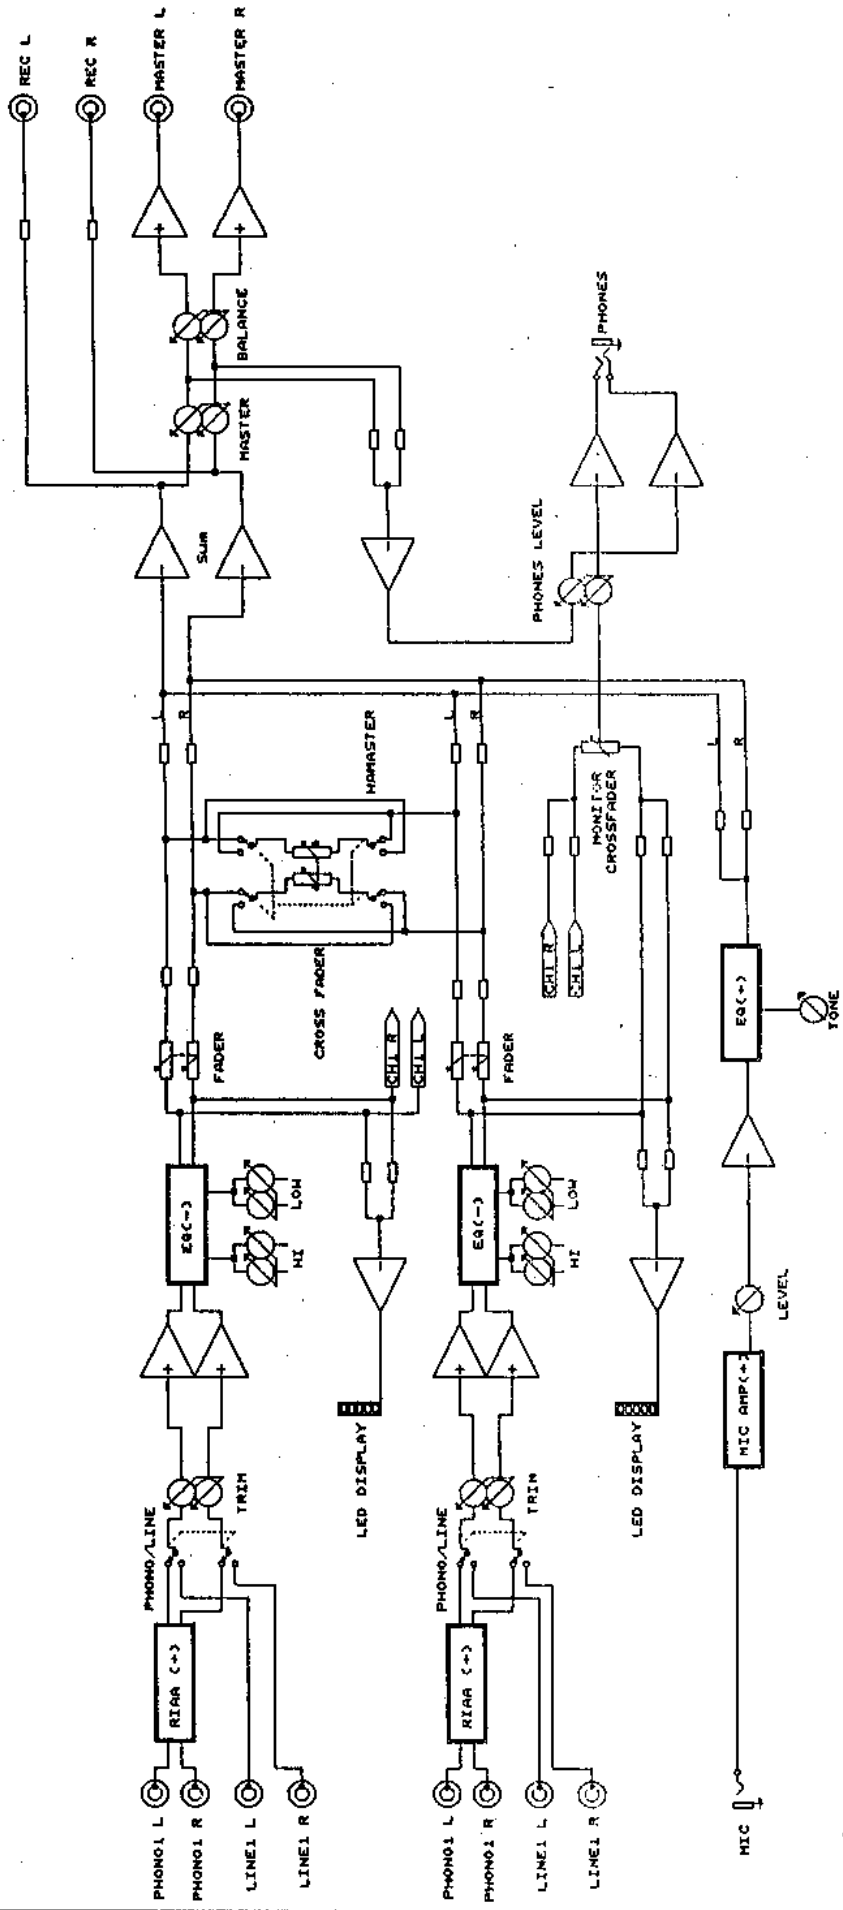 REC L
REC R
MASTER L
MASTER R
BALANCE
MASTER
PHONES
SUM
PHONES LEVEL
L
R
HAMASTER
L
R
MONITOR
CROSSFADER
L
R
CROSS FADER
CH1 R
CH1 L
FADER
CH1 R
CH1 L
FADER
EQ(+)
TONE
EQ(-)
LOW
HI
EQ(-)
LOW
HI
+
+
+
+
+
+
LEVEL
LED DISPLAY
LED DISPLAY
MIC AMP(+)
PHONO/LINE
TRIM
PHONO/LINE
TRIM
RIAA (+)
RIAA (+)
PHONO1 L
PHONO1 R
LINE1 L
LINE1 R
PHONO1 L
PHONO1 R
LINE1 L
LINE1 R
MIC